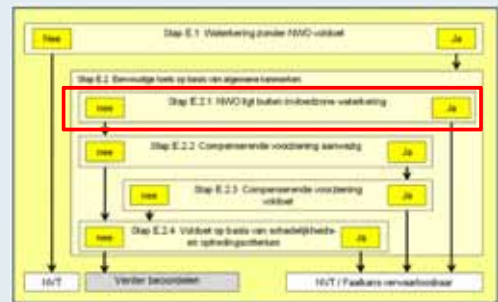 Nee
Stap E.1 Waterkering zonder NWO voldoet
Ja
Stap E.2 Eenvoudige toets op basis van algemene kenmerken
nee
Stap E.2.1 NWO ligt buiten invloedzone waterkering
Ja
nee
Stap E.2.2 Compenserende voorziening aanwezig
Ja
nee
Stap E.2.3 Compenserende voorziening
voldoet
Ja
nee
Stap E.2.4 Voldoet op basis van schadelijkheids-
en optredingscriterium
Ja
NVT
Verder beoordelen
NVT / Faalkans verwaarloosbaar